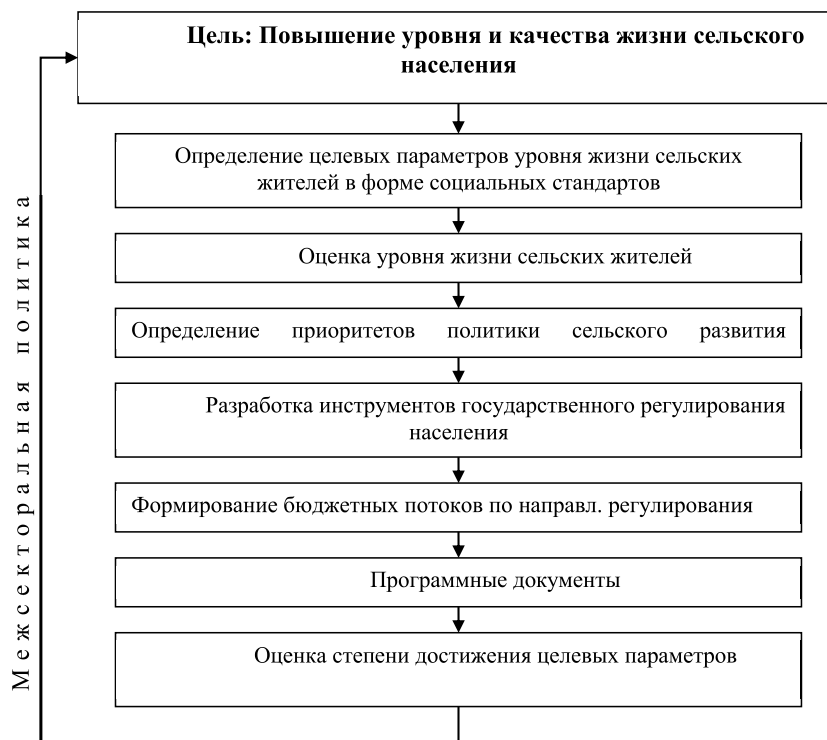 Цель: Повышение уровня и качества жизни сельского
населения
Определение целевых параметров уровня жизни сельских
жителей в форме социальных стандартов
Оценка уровня жизни сельских жителей
Определение приоритетов политики сельского развития
Разработка инструментов государственного регулирования
населения
Формирование бюджетных потоков по направл. регулирования
Программные документы
Оценка степени достижения целевых параметров
Межсекторальная политика